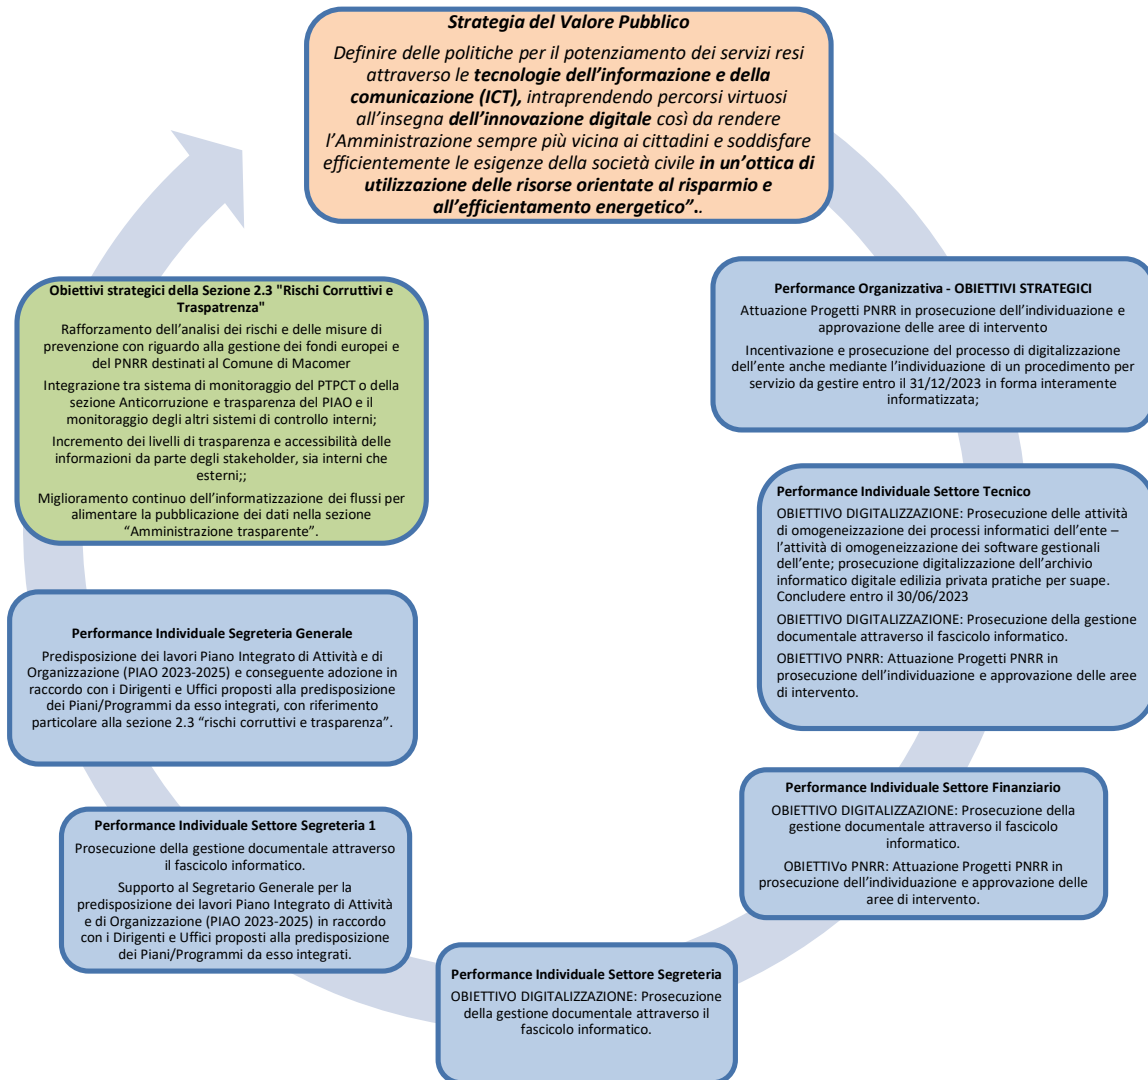 Strategia del Valore Pubblico
Definire delle politiche per il potenziamento dei servizi resi
attraverso le tecnologie dell'informazione e della
comunicazione (ICT), intraprendendo percorsi virtuosi
all'insegna dell'innovazione digitale così da rendere
l'Amministrazione sempre più vicina ai cittadini e soddisfare
efficientemente le esigenze della società civile in un'ottica di
utilizzazione delle risorse orientate al risparmio e
all'efficientamento energetico”..
Performance Organizzativa - OBIETTIVI STRATEGICI
Attuazione Progetti PNRR in prosecuzione dell'individuazione e
approvazione delle aree di intervento
Incentivazione e prosecuzione del processo di digitalizzazione
dell'ente anche mediante l'individuazione di un procedimento per
servizio da gestire entro il 31/12/2023 in forma interamente
informatizzata;
Performance Individuale Settore Tecnico
OBIETTIVO DIGITALIZZAZIONE: Prosecuzione delle attività
di omogeneizzazione dei processi informatici dell'ente –
l'attività di omogeneizzazione dei software gestionali
dell'ente; prosecuzione digitalizzazione dell'archivio
informatico digitale edilizia privata pratiche per suape.
Concludere entro il 30/06/2023
OBIETTIVO DIGITALIZZAZIONE: Prosecuzione della gestione
documentale attraverso il fascicolo informatico.
OBIETTIVO PNRR: Attuazione Progetti PNRR in
prosecuzione dell'individuazione e approvazione delle aree
di intervento.
Performance Individuale Settore Finanziario
OBIETTIVO DIGITALIZZAZIONE: Prosecuzione della
gestione documentale attraverso il fascicolo
informatico.
OBIETTIVo PNRR: Attuazione Progetti PNRR in
prosecuzione dell'individuazione e approvazione delle
aree di intervento.
Performance Individuale Settore Segreteria
OBIETTIVO DIGITALIZZAZIONE: Prosecuzione
della gestione documentale attraverso il
fascicolo informatico.
Performance Individuale Settore Segreteria 1
Prosecuzione della gestione documentale attraverso
il fascicolo informatico.
Supporto al Segretario Generale per la
predisposizione dei lavori Piano Integrato di Attività
e di Organizzazione (PIAO 2023-2025) in raccordo
con i Dirigenti e Uffici proposti alla predisposizione
dei Piani/Programmi da esso integrati.
Performance Individuale Segreteria Generale
Predisposizione dei lavori Piano Integrato di Attività e di
Organizzazione (PIAO 2023-2025) e conseguente adozione in
raccordo con i Dirigenti e Uffici proposti alla predisposizione
dei Piani/Programmi da esso integrati, con riferimento
particolare alla sezione 2.3 “rischi corruttivi e trasparenza”.
Obiettivi strategici della Sezione 2.3 "Rischi Corruttivi e
Traspatrenza"
Rafforzamento dell'analisi dei rischi e delle misure di
prevenzione con riguardo alla gestione dei fondi europei e
del PNRR destinati al Comune di Macomer
Integrazione tra sistema di monitoraggio del PTPCT o della
sezione Anticorruzione e trasparenza del PIAO e il
monitoraggio degli altri sistemi di controllo interni;
Incremento dei livelli di trasparenza e accessibilità delle
informazioni da parte degli stakeholder, sia interni che
esterni;;
Miglioramento continuo dell'informatizzazione dei flussi per
alimentare la pubblicazione dei dati nella sezione
“Amministrazione trasparente”.